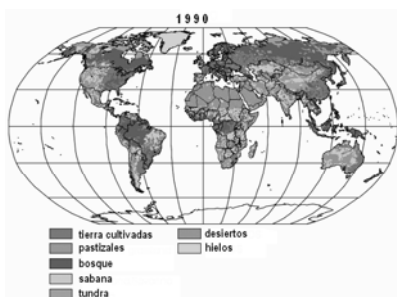 1990
tierra cultivadas
pastizales
bosque
sabana
tundra
desiertos
hielos